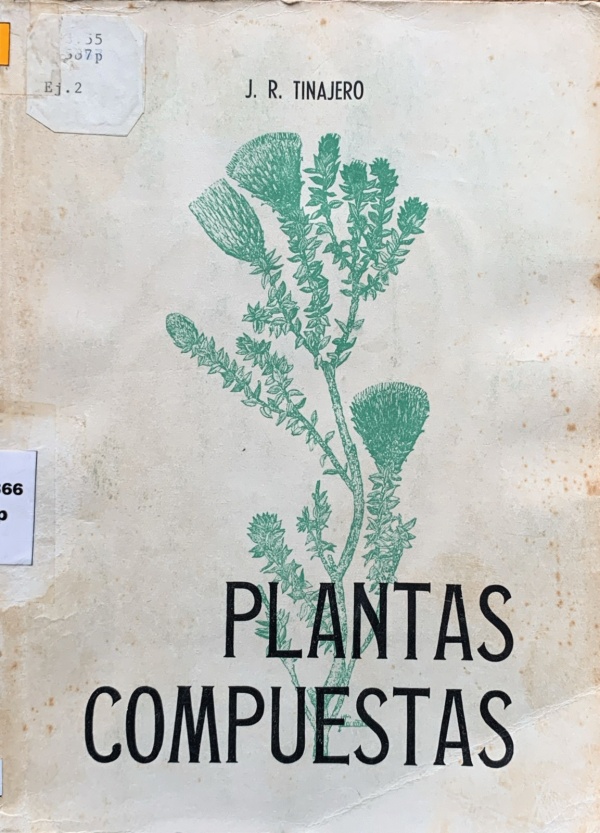 Ej.2
J. R. TINAJERO
PLANTAS
COMPUESTAS